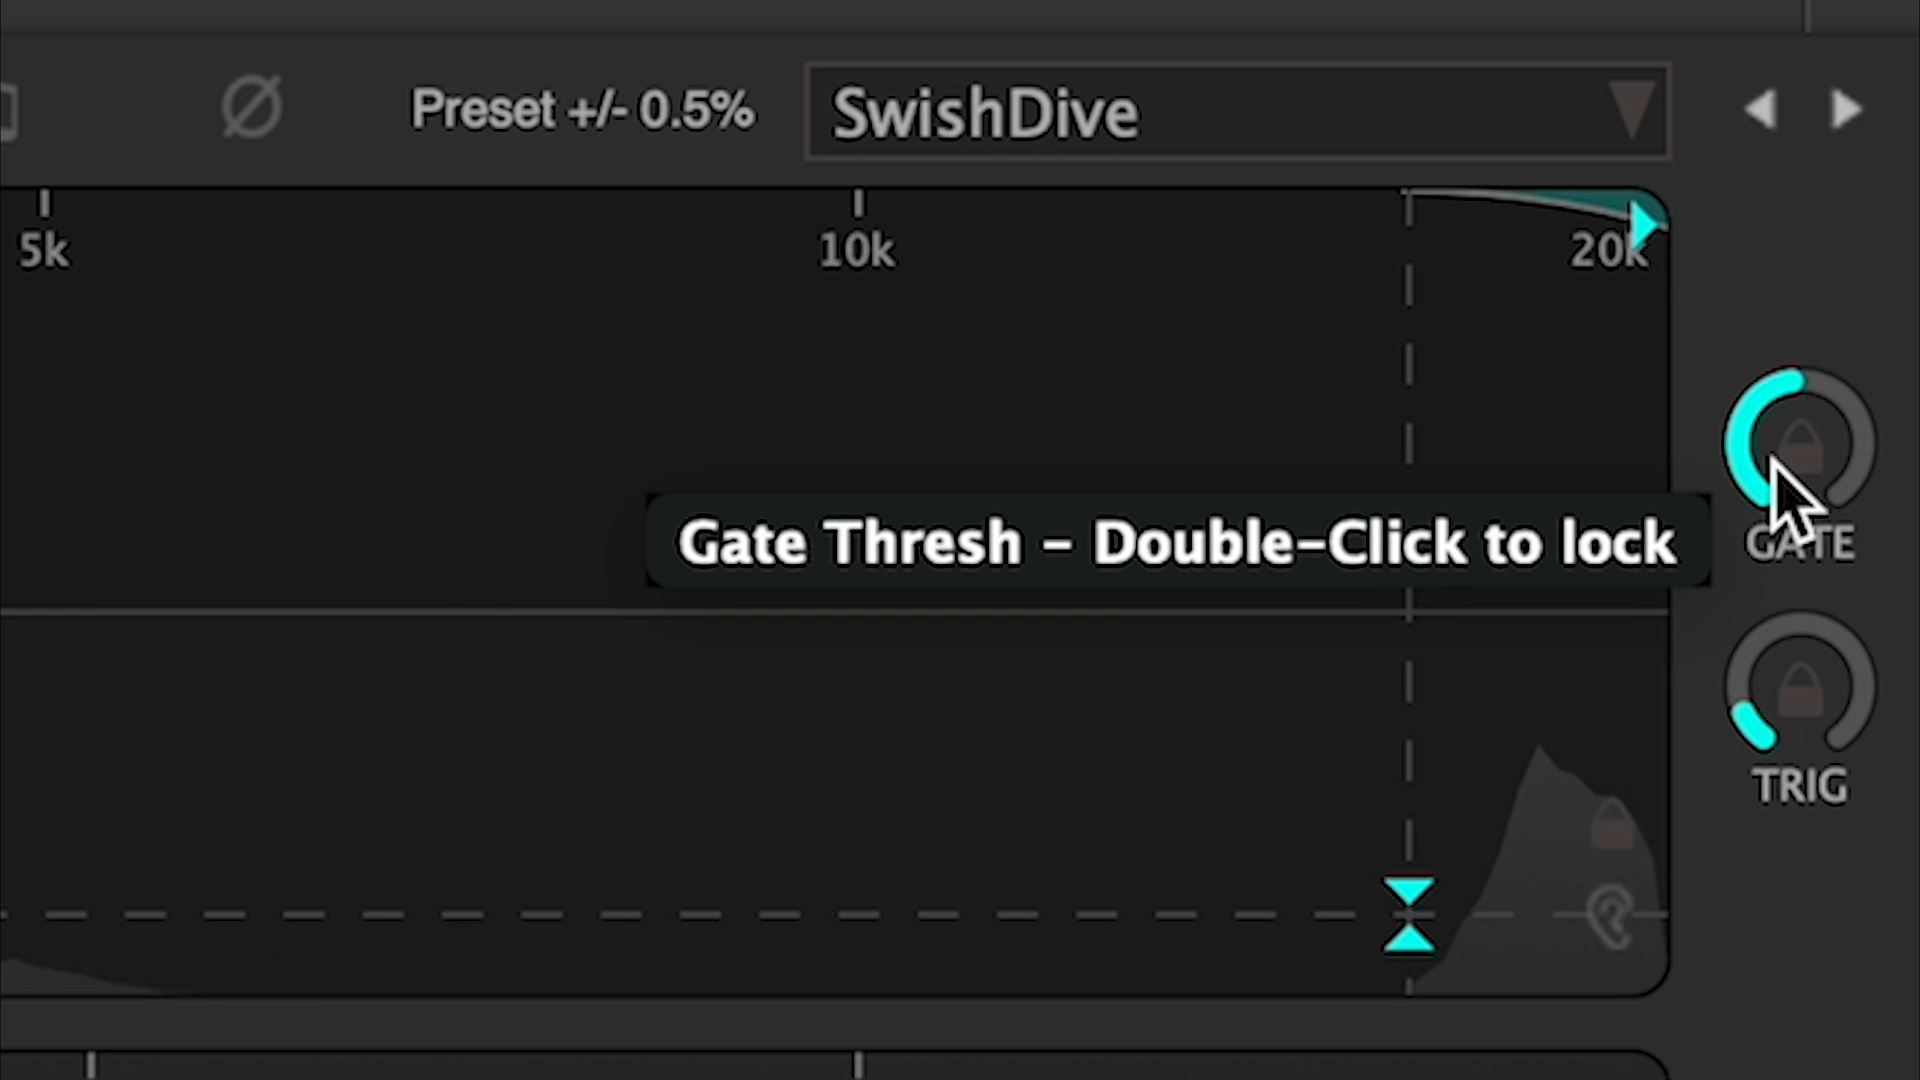 Preset +/- 0.5% SwishDive
5k 10k 20k
Gate Thresh – Double-Click to lock
GATE
TRIG